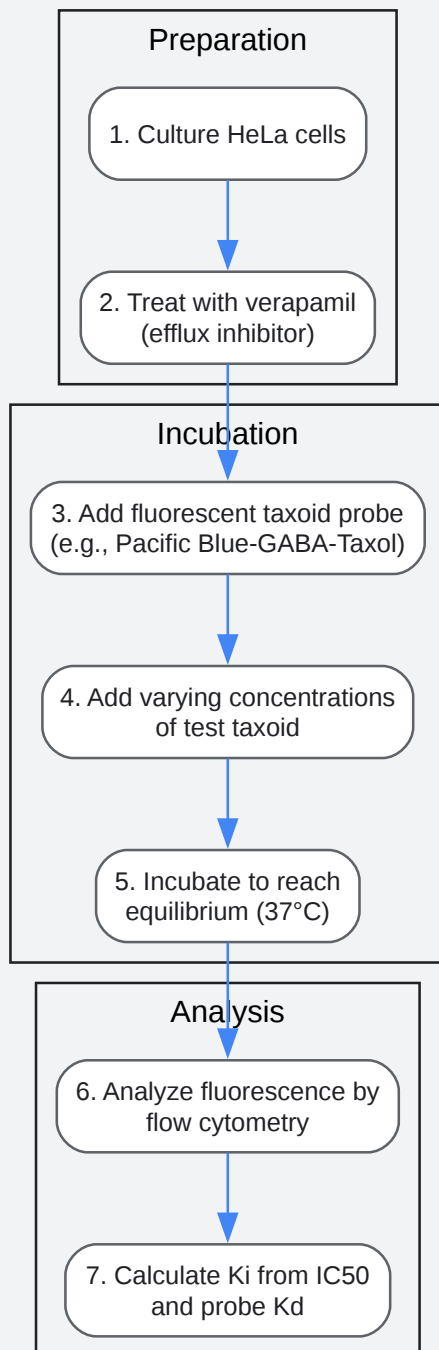 Preparation
1. Culture HeLa cells
2. Treat with verapamil
(efflux inhibitor)
Incubation
3. Add fluorescent taxoid probe
(e.g., Pacific Blue-GABA-Taxol)
4. Add varying concentrations
of test taxoid
5. Incubate to reach
equilibrium (37°C)
Analysis
6. Analyze fluorescence by
flow cytometry
7. Calculate Ki from IC50
and probe Kd